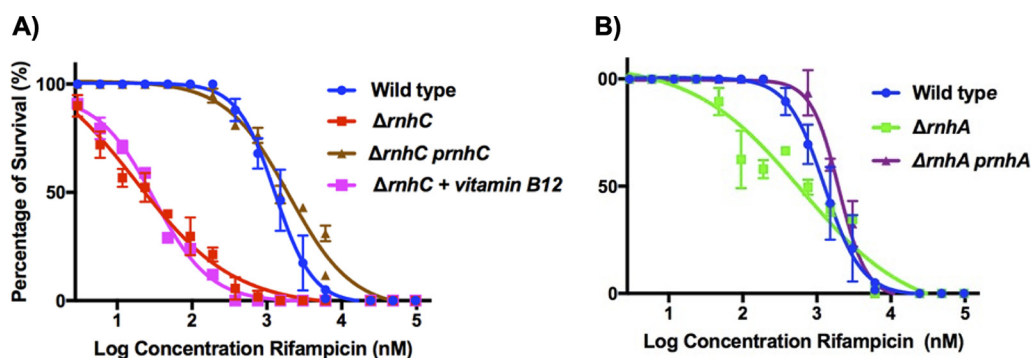 A)
Percentage of Survival (%)
100
50
0
1 2 3 4 5
Log Concentration Rifampicin (nM)
Wild type
ΔrnhC
ΔrnhC prnhC
ΔrnhC + vitamin B12
B)
00
50
0
1 2 3 4 5
Log Concentration Rifampicin (nM)
Wild type
ΔrnhA
ΔrnhA prnhA